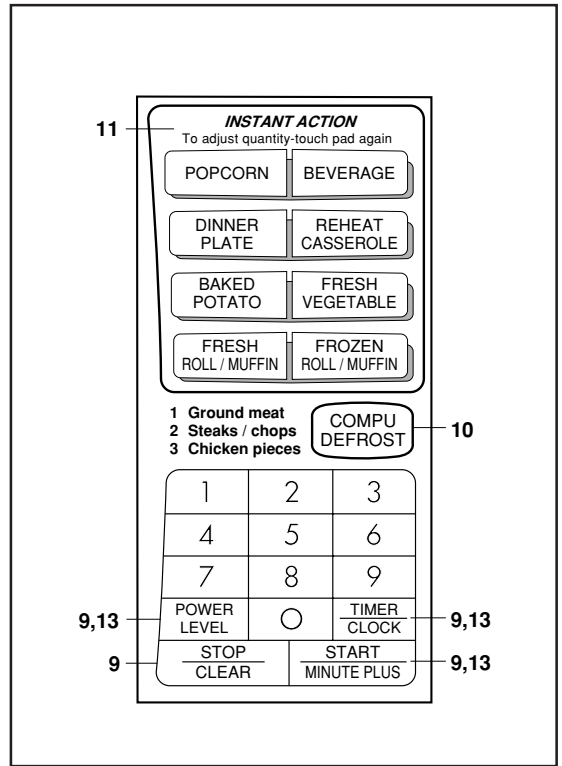 INSTANT ACTION
11
To adjust quantity-touch pad again
POPCORN BEVERAGE
DINNER PLATE REHEAT CASSEROLE
BAKED POTATO FRESH VEGETABLE
FRESH ROLL / MUFFIN FROZEN ROLL / MUFFIN
1 Ground meat
2 Steaks / chops
3 Chicken pieces
COMPU DEFROST
10
1 2 3
4 5 6
7 8 9
9,13
POWER LEVEL
0
TIMER
CLOCK
9,13
9
STOP
CLEAR
START
MINUTE PLUS
9,13